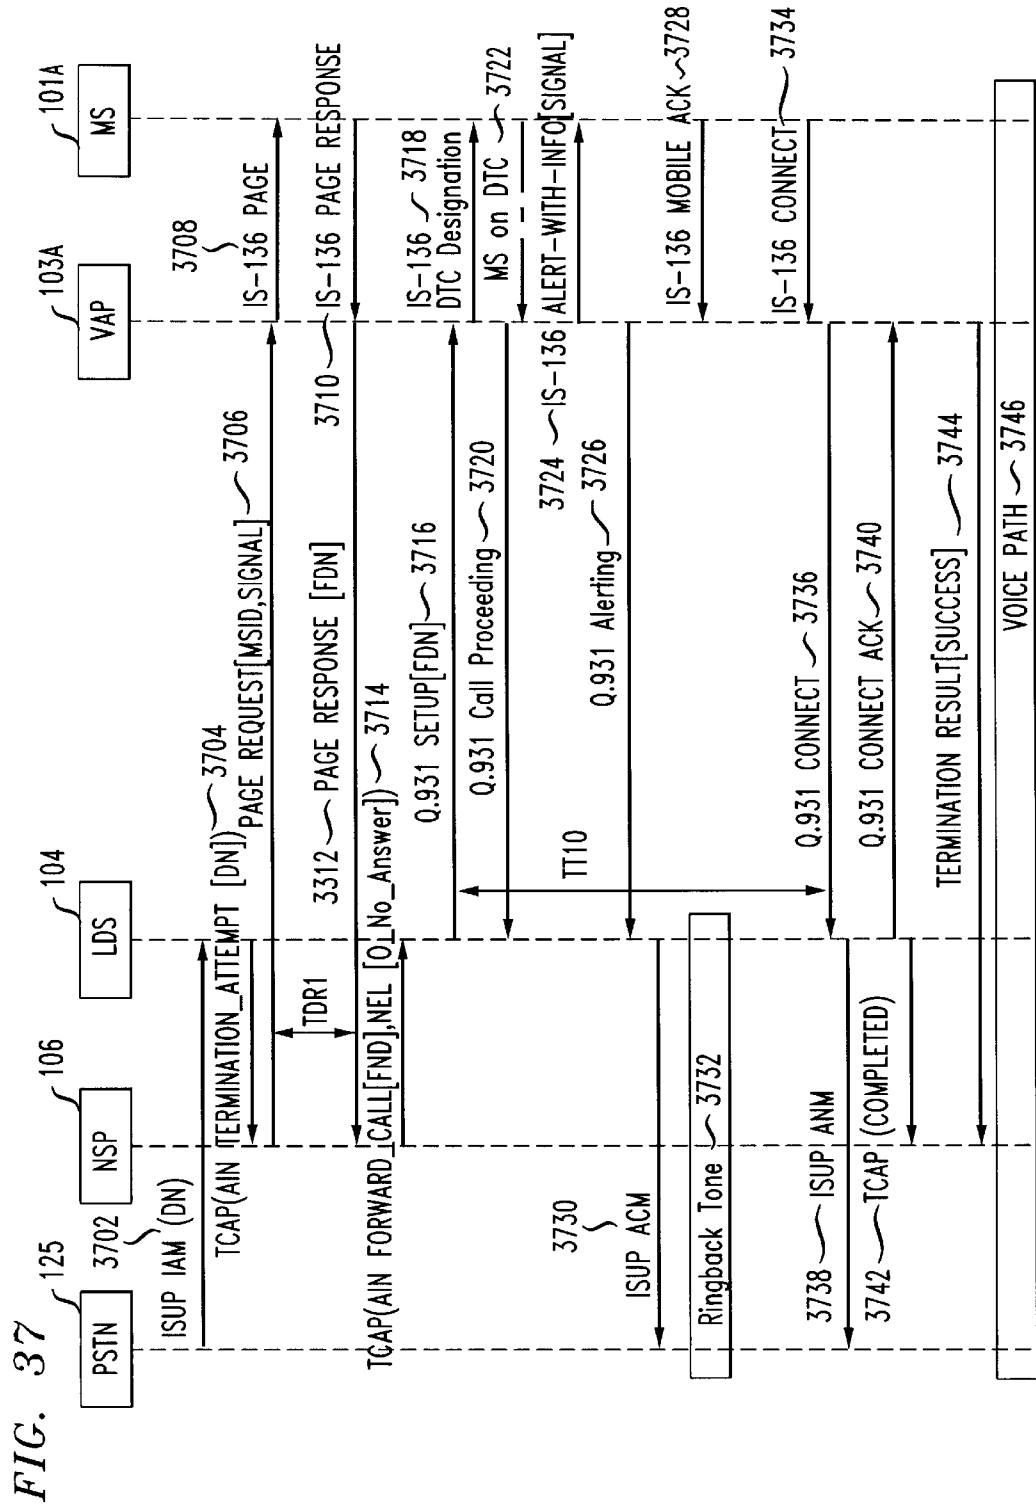 FIG. 37
125
106
104
103A
101A
PSTN
NSP
LDS
VAP
MS
3702
ISUP IAM (DN)
TCAP(AIN TERMINATION_ATTEMPT [DN])
3704
PAGE REQUEST[MSID,SIGNAL]
3706
3708
IS-136 PAGE
TDR1
3312
PAGE RESPONSE [FDN]
3710
IS-136 PAGE RESPONSE
TCAP(AIN FORWARD_CALL[FND],NEL [O_No_Answer])
3714
Q.931 SETUP[FDN]
3716
IS-136
3718
DTC Designation
Q.931 Call Proceeding
3720
MS on DTC
3722
3724
IS-136 ALERT-WITH-INFO[SIGNAL]
TT10
Q.931 Alerting
3726
3730
ISUP ACM
IS-136 MOBILE ACK
3728
Ringback Tone
3732
IS-136 CONNECT
3734
Q.931 CONNECT
3736
3738
ISUP ANM
Q.931 CONNECT ACK
3740
3742
TCAP (COMPLETED)
TERMINATION RESULT[SUCCESS]
3744
VOICE PATH
3746